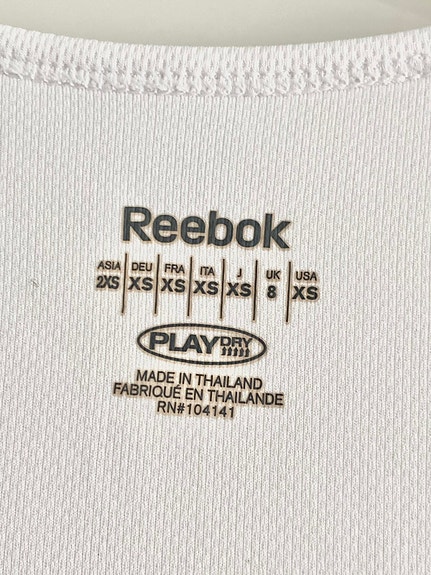 Reebok
ASIA DEU FRA ITA J UK USA
2XS XS XS XS XS 8 XS
PLAYDRY
MADE IN THAILAND
FABRIQUÉ EN THAILANDE
RN#104141